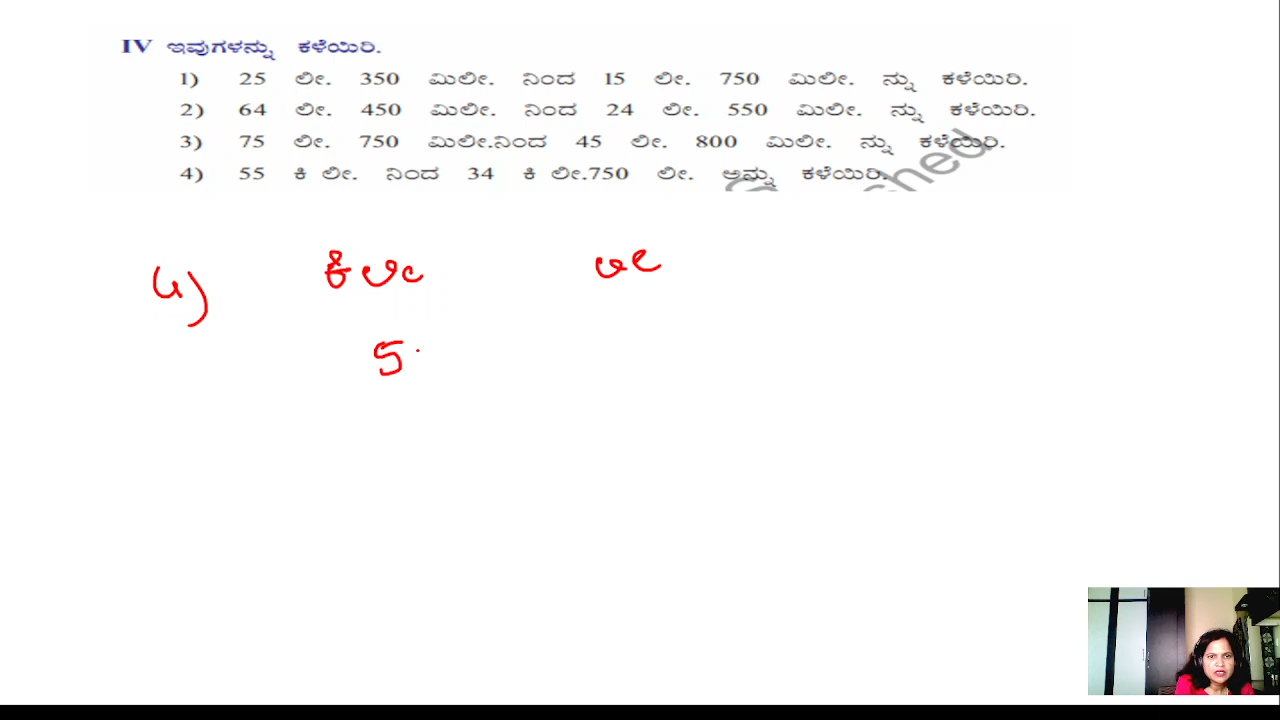 IV ಇವುಗಳನ್ನು ಕಳೆಯಿರಿ.
1) 25 ಲೀ. 350 ಮಿಲೀ. ನಿಂದ 15 ಲೀ. 750 ಮಿಲೀ. ನ್ನು ಕಳೆಯಿರಿ.
2) 64 ಲೀ. 450 ಮಿಲೀ. ನಿಂದ 24 ಲೀ. 550 ಮಿಲೀ. ನ್ನು ಕಳೆಯಿರಿ.
3) 75 ಲೀ. 750 ಮಿಲೀ.ನಿಂದ 45 ಲೀ. 800 ಮಿಲೀ. ನ್ನು ಕಳೆಯಿರಿ.
4) 55 ಕಿ ಲೀ. ನಿಂದ 34 ಕಿ ಲೀ.750 ಲೀ. ಅನ್ನು ಕಳೆಯಿರಿ.
4) ಕಿಲೀ ಲೀ
5